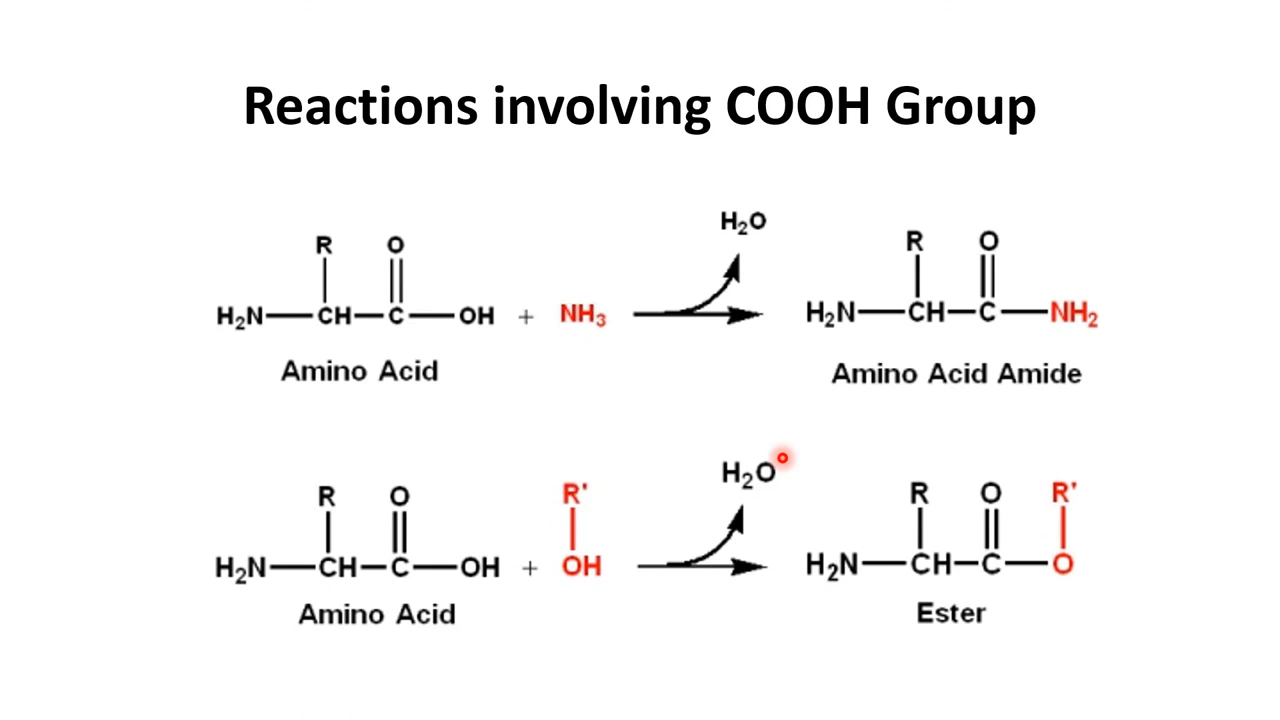 Reactions involving COOH Group
H₂O
R O R O
H₂N—CH—C—OH + NH₃ H₂N—CH—C—NH₂
Amino Acid Amino Acid Amide
H₂O
R O R' R O R'
H₂N—CH—C—OH + OH H₂N—CH—C—O
Amino Acid Ester